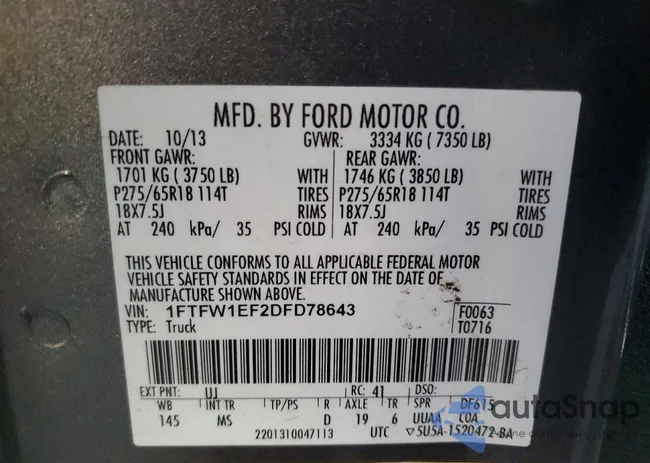 MFD. BY FORD MOTOR CO.
DATE: 10/13 GVWR: 3334 KG ( 7350 LB)
FRONT GAWR: REAR GAWR:
1701 KG ( 3750 LB) WITH 1746 KG ( 3850 LB) WITH
P275/65R18 114T TIRES P275/65R18 114T TIRES
18X7.5J RIMS 18X7.5J RIMS
AT 240 kPa/ 35 PSI COLD AT 240 kPa/ 35 PSI COLD
THIS VEHICLE CONFORMS TO ALL APPLICABLE FEDERAL MOTOR
VEHICLE SAFETY STANDARDS IN EFFECT ON THE DATE OF
MANUFACTURE SHOWN ABOVE.
VIN: 1FTFW1EF2DFD78643 F0063
TYPE: Truck T0716
EXT PNT: UJ RC: 41 DSO:
WB INT TR TP/PS R AXLE TR SPR DF615
145 MS D 19 6 UUAA COA
2201310047113 UTC ▽5U5A-1520472-BA
autoSnap